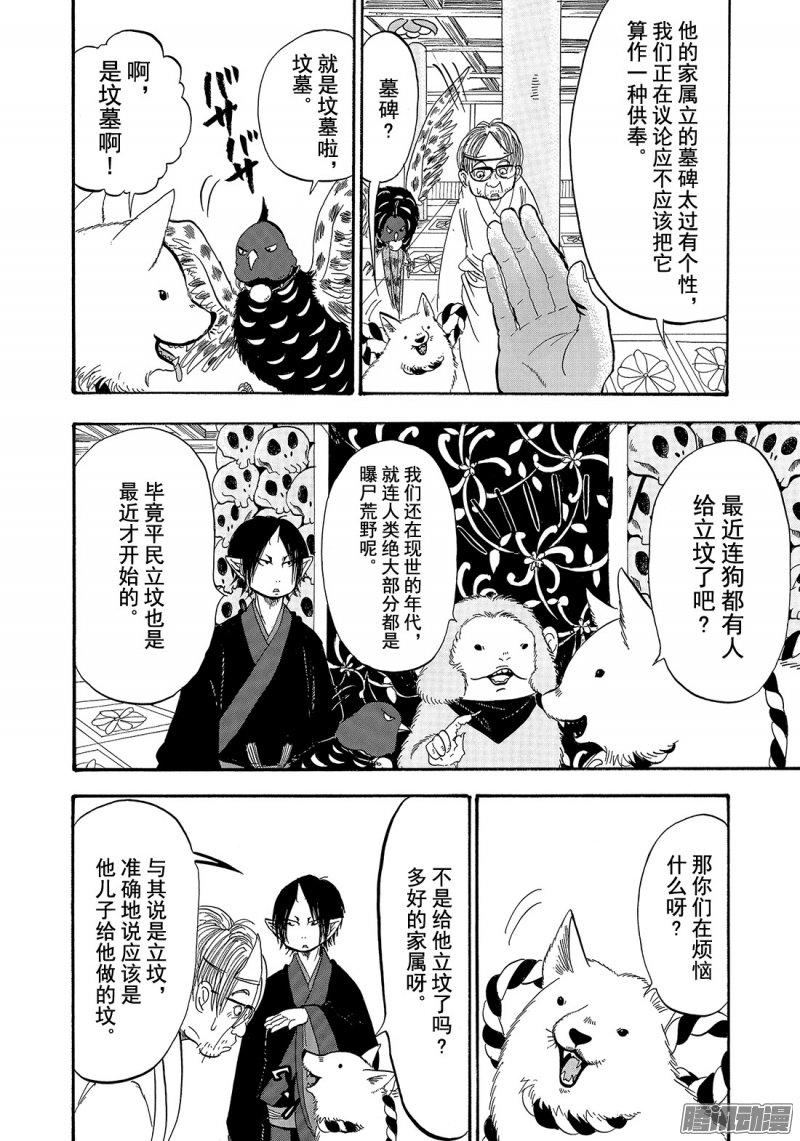 他的家属立的墓碑太过有个性，
我们正在议论应不应该把它
算作一种供奉。
墓碑？
就是坟墓啦，
坟墓。
バサバサ
啊，
是坟墓啊！
最近连狗都有人
给立坟了吧？
我们还在现世的年代，
就连人类绝大部分都是
曝尸荒野呢。
毕竟平民立坟也是
最近才开始的。
那你们在烦恼
什么呀？
不是给他立坟了吗？
多好的家属呀。
与其说是立坟，
准确地说应该是
他儿子给他做的坟。
腾讯动漫